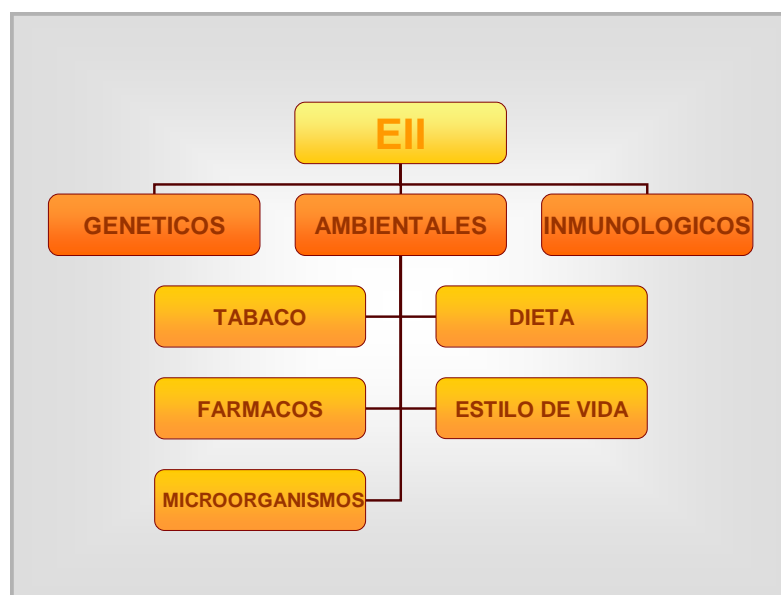 EII
GENETICOS
AMBIENTALES
INMUNOLOGICOS
TABACO
DIETA
FARMACOS
ESTILO DE VIDA
MICROORGANISMOS